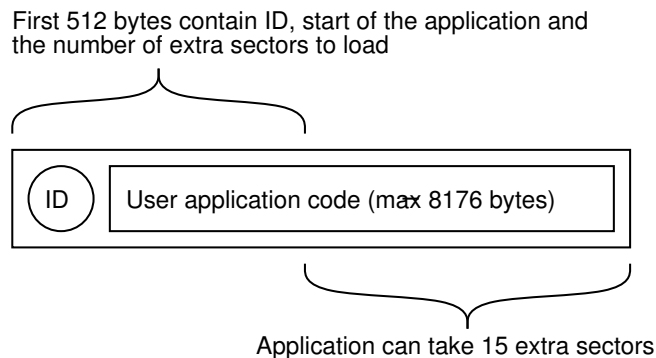 First 512 bytes contain ID, start of the application and
the number of extra sectors to load
ID
User application code (max 8176 bytes)
Application can take 15 extra sectors